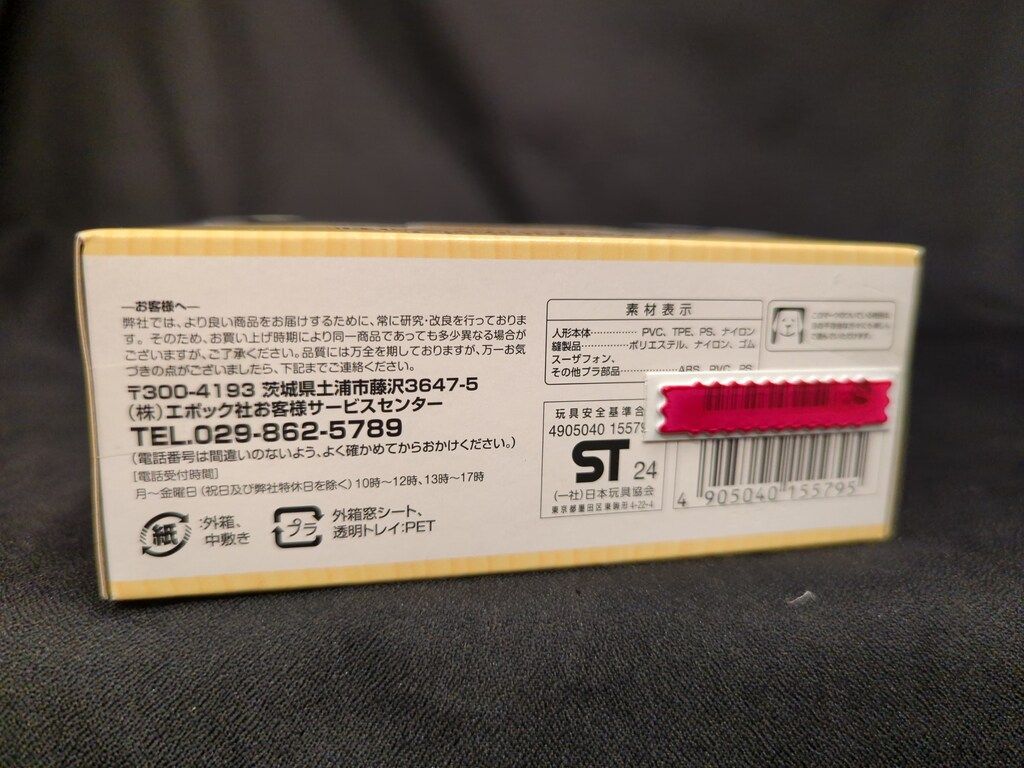 ―お客様へ―
弊社では、より良い商品をお届けするために、常に研究・改良を行っておりま
す。そのため、お買い上げ時期により同一商品であっても多少異なる場合が
ございますが、ご了承ください。品質には万全を期しておりますが、万一お気
づきの点がございましたら、下記までご連絡ください。
〒300-4193 茨城県土浦市藤沢3647-5
(株)エポック社お客様サービスセンター
TEL.029-862-5789
(電話番号は間違いのないよう、よく確かめてからおかけください。)
[電話受付時間]
月～金曜日(祝日及び弊社特休日を除く)10時～12時、13時～17時
紙
:外箱、
中敷き
プラ
外箱窓シート、
透明トレイ:PET
素材表示
人形本体…………PVC、TPE、PS、ナイロン
縫製品…………ポリエステル、ナイロン、ゴム
スーザフォン、
その他プラ部品…………ABS、PVC、PS
玩具安全基準合
4905040 15579
ST 24
(一社)日本玩具協会
東京都墨田区東駒形4-22-4
4 905040 155795